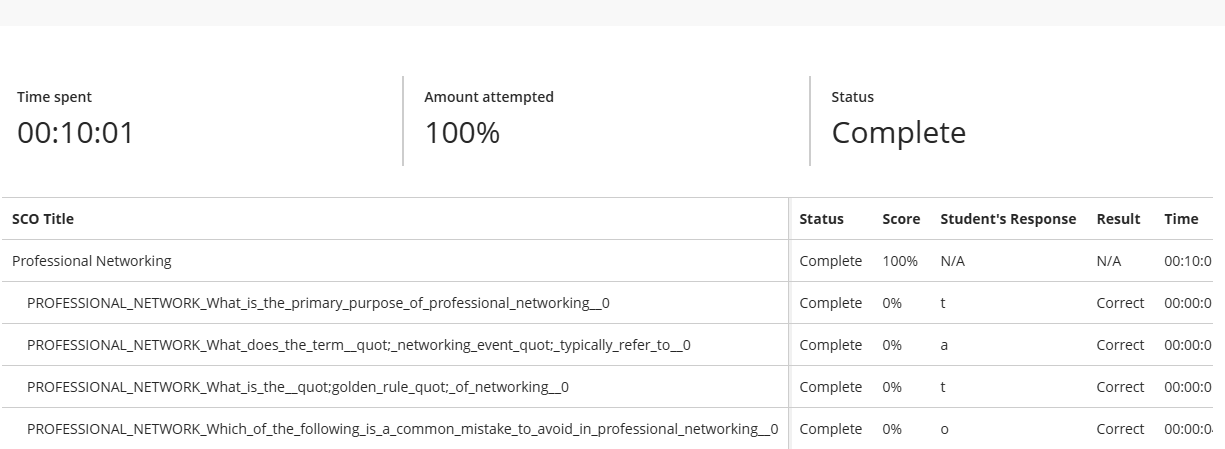 Time spent Amount attempted Status
00:10:01 100% Complete
SCO Title Status Score Student's Response Result Time
Professional Networking Complete 100% N/A N/A 00:10:0
PROFESSIONAL_NETWORK_What_is_the_primary_purpose_of_professional_networking__0 Complete 0% t Correct 00:00:0
PROFESSIONAL_NETWORK_What_does_the_term__quot;_networking_event_quot;_typically_refer_to__0 Complete 0% a Correct 00:00:0
PROFESSIONAL_NETWORK_What_is_the__quot;golden_rule_quot;_of_networking__0 Complete 0% t Correct 00:00:0
PROFESSIONAL_NETWORK_Which_of_the_following_is_a_common_mistake_to_avoid_in_professional_networking__0 Complete 0% o Correct 00:00:0